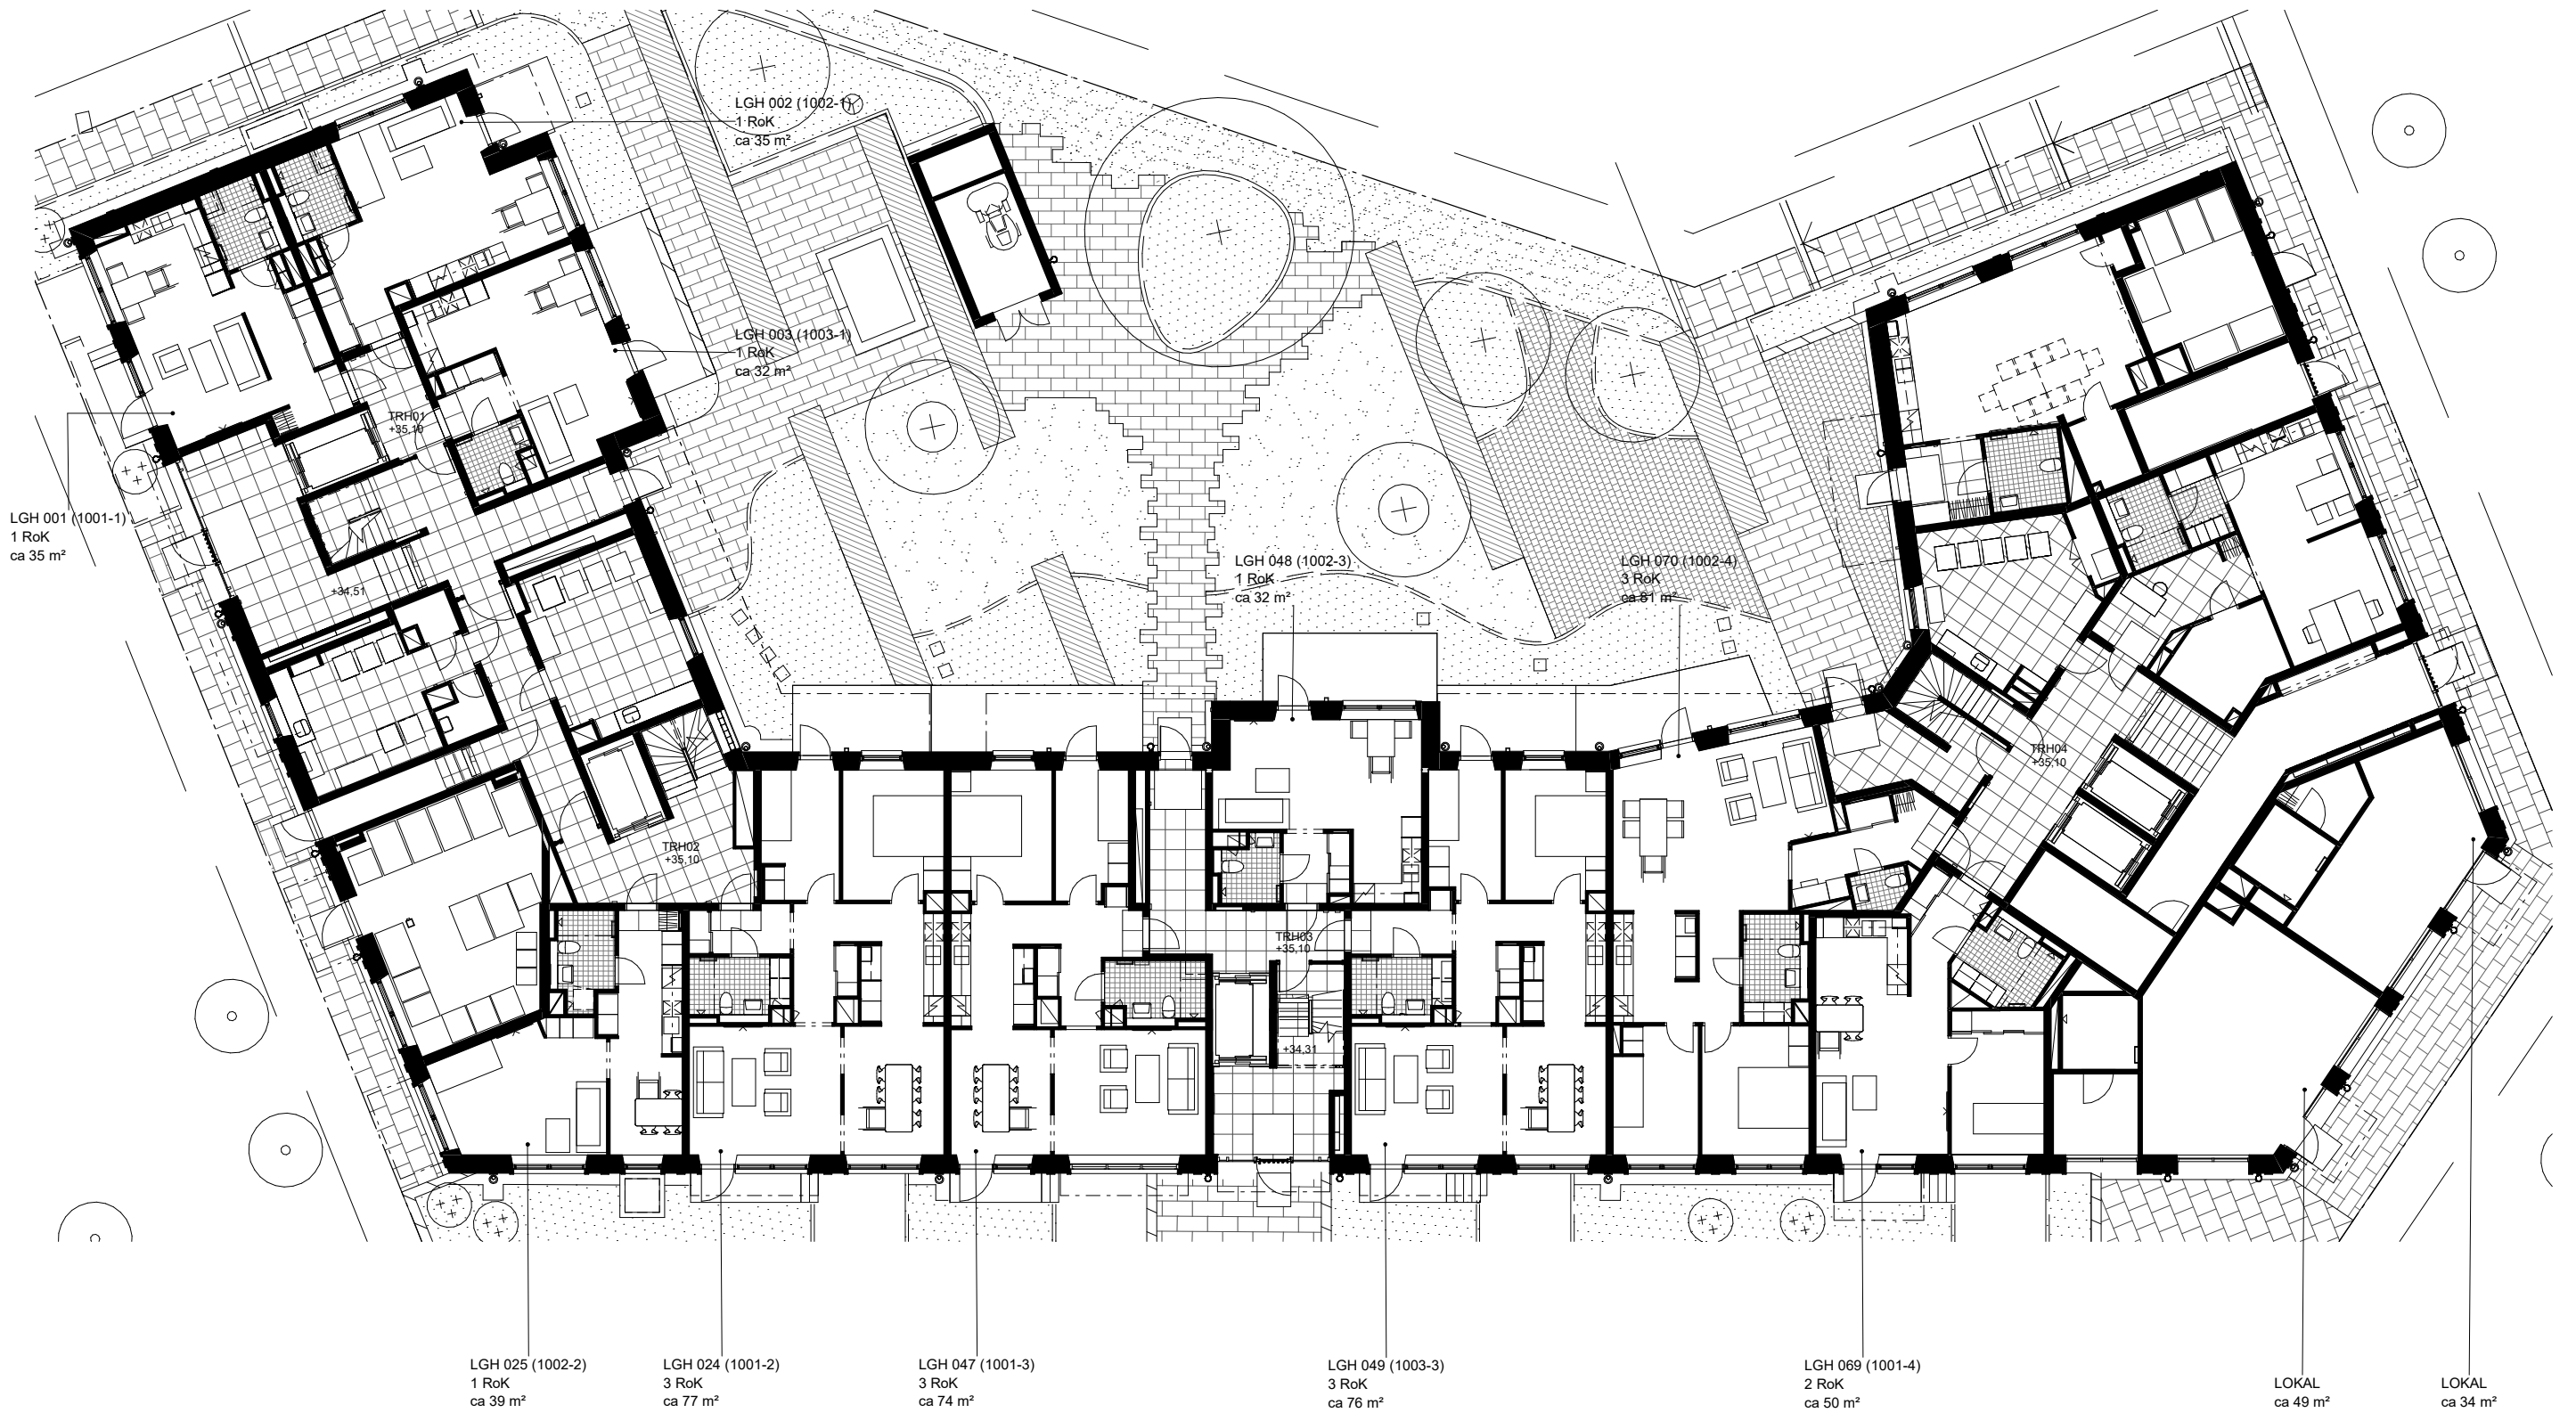 LGH 002 (1002-1)
1 RoK
ca 35 m²
LGH 003 (1003-1)
1 RoK
ca 32 m²
TRH01
+35,10
LGH 001 (1001-1)
1 RoK
ca 35 m²
+34,51
LGH 048 (1002-3)
1 RoK
ca 32 m²
LGH 070 (1002-4)
3 RoK
ca 81 m²
TRH04
+35,10
TRH02
+35,10
TRH03
+35,10
+34,31
LGH 025 (1002-2)
1 RoK
ca 39 m²
LGH 024 (1001-2)
3 RoK
ca 77 m²
LGH 047 (1001-3)
3 RoK
ca 74 m²
LGH 049 (1003-3)
3 RoK
ca 76 m²
LGH 069 (1001-4)
2 RoK
ca 50 m²
LOKAL
ca 49 m²
LOKAL
ca 34 m²